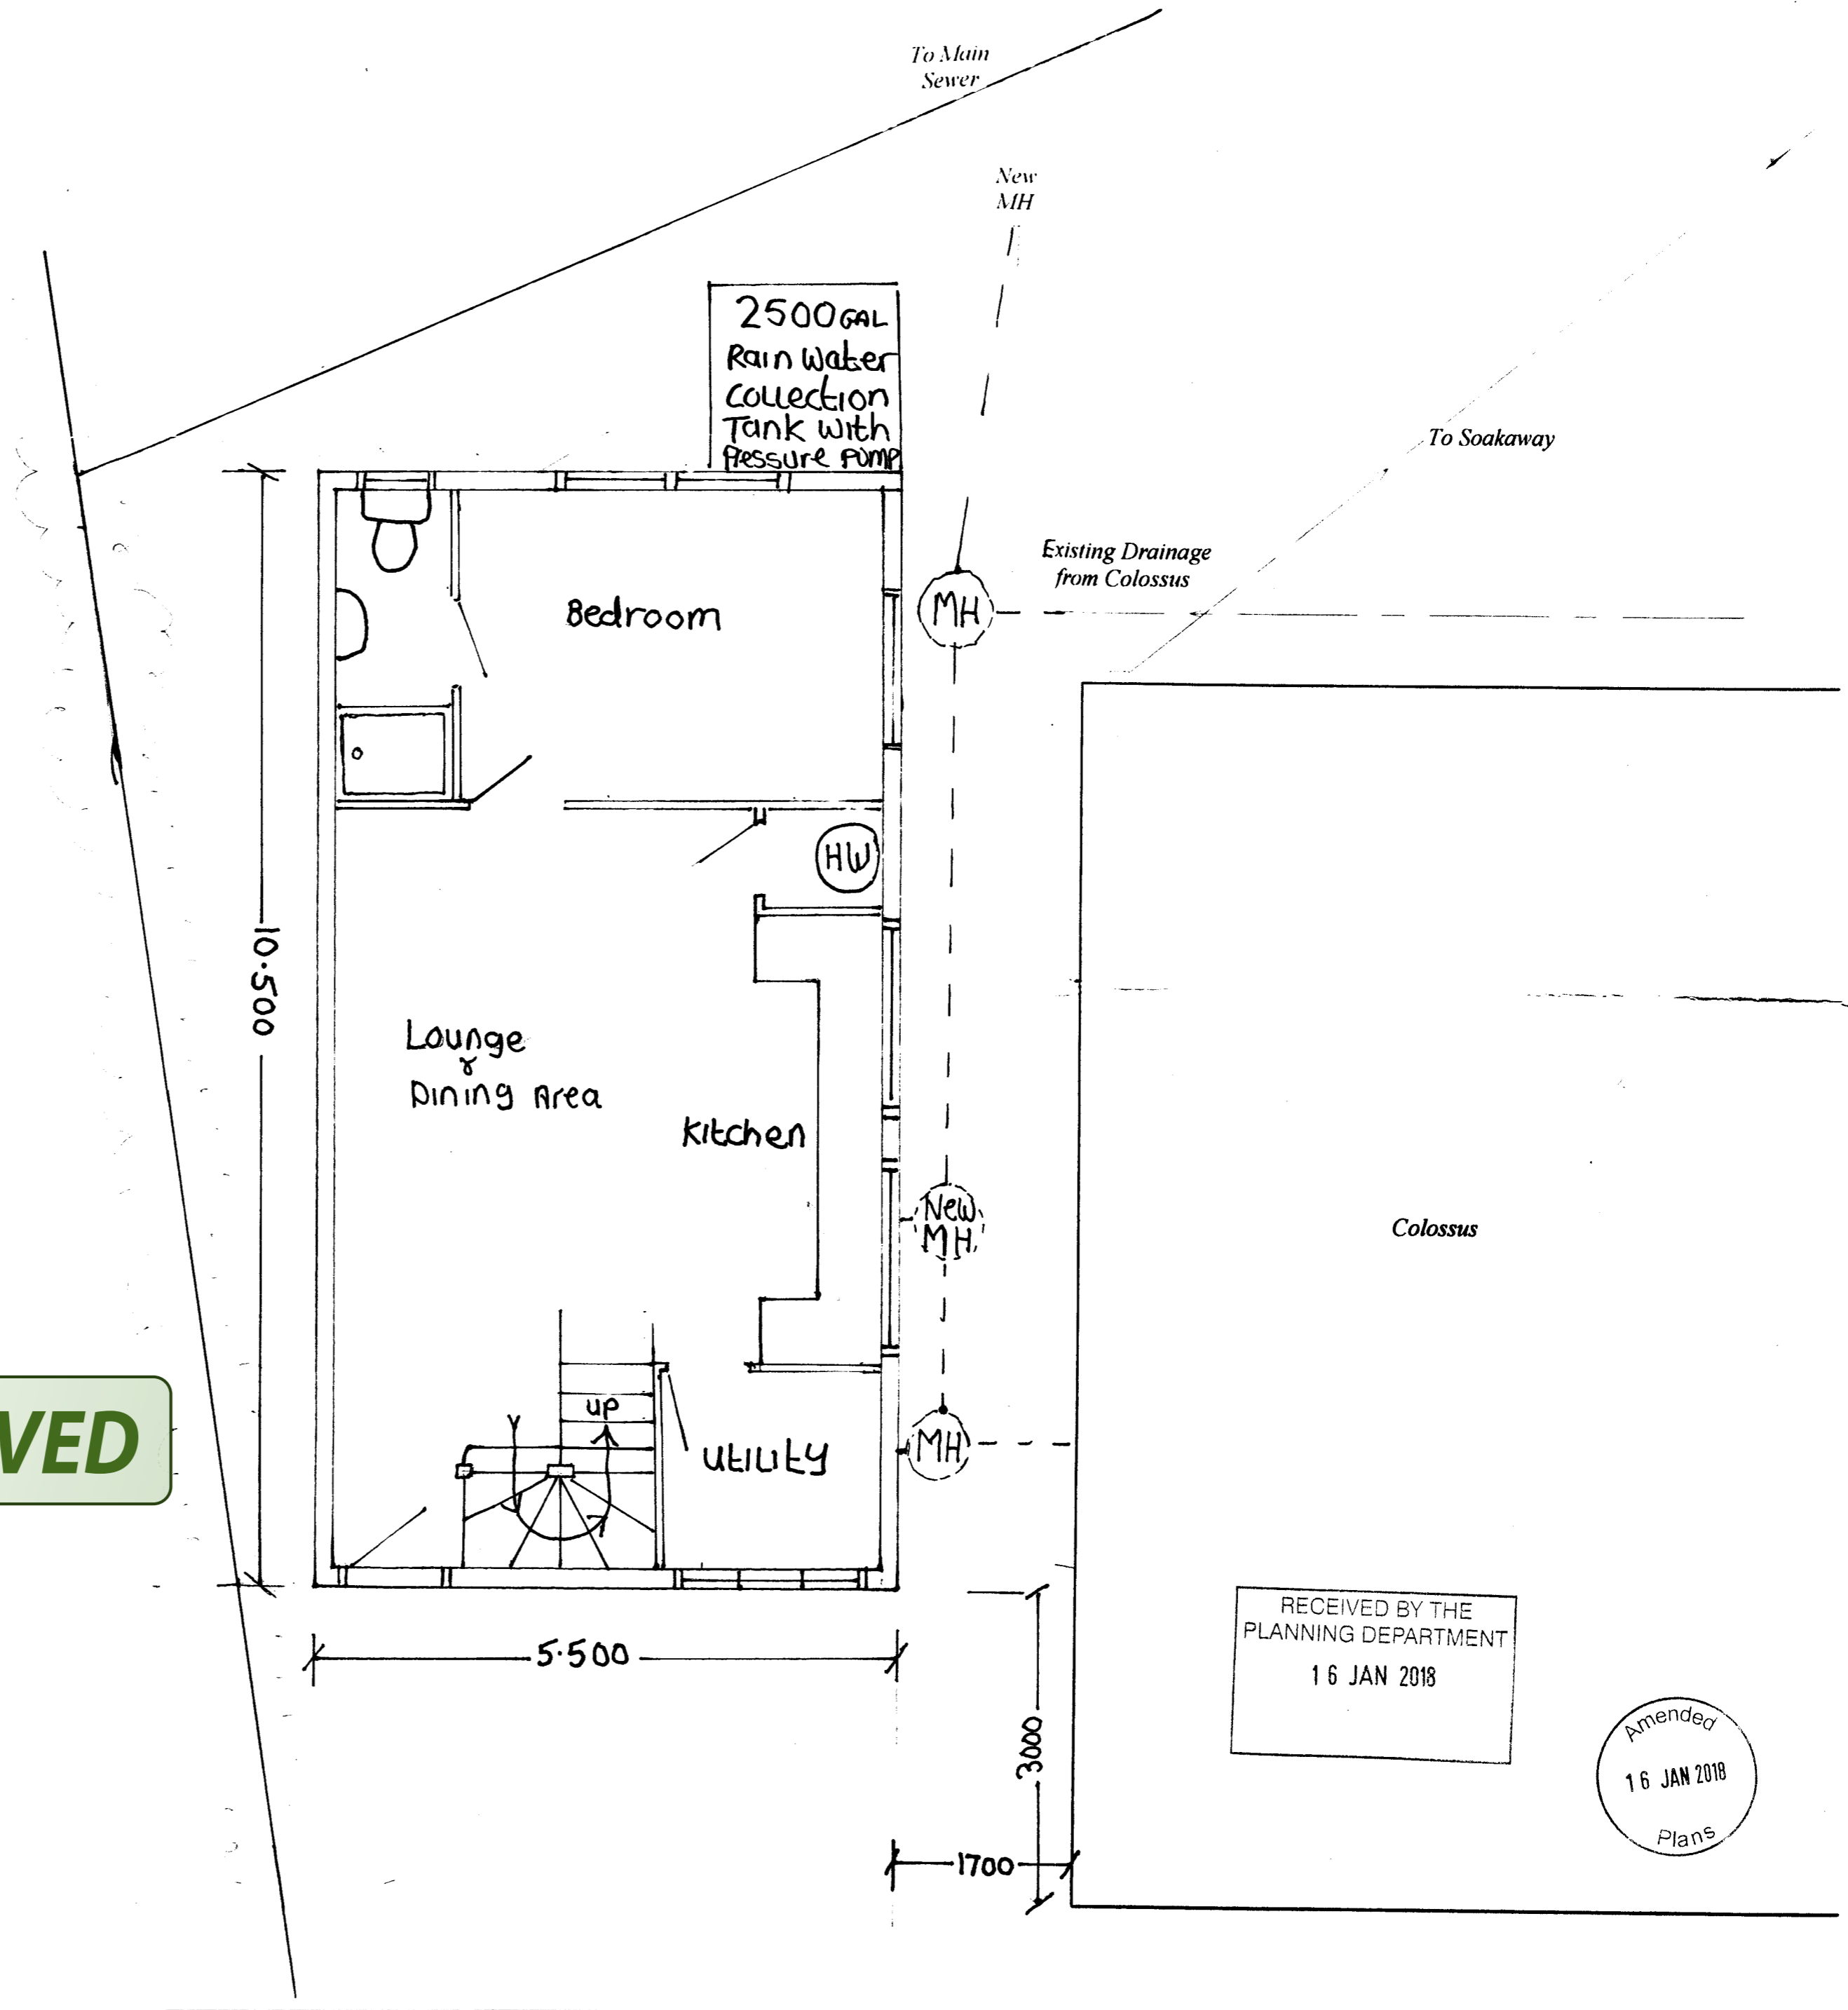 To Main
Sewer
New
MH
2500 GAL
Rain Water
Collection
Tank With
Pressure Pump
To Soakaway
Existing Drainage
from Colossus
MH
Bedroom
HW
10.500
Lounge
&
Dining Area
Kitchen
New
MH
Colossus
VED
UP
MH
Utility
5.500
RECEIVED BY THE
PLANNING DEPARTMENT
16 JAN 2018
3000
Amended
16 JAN 2018
Plans
1700